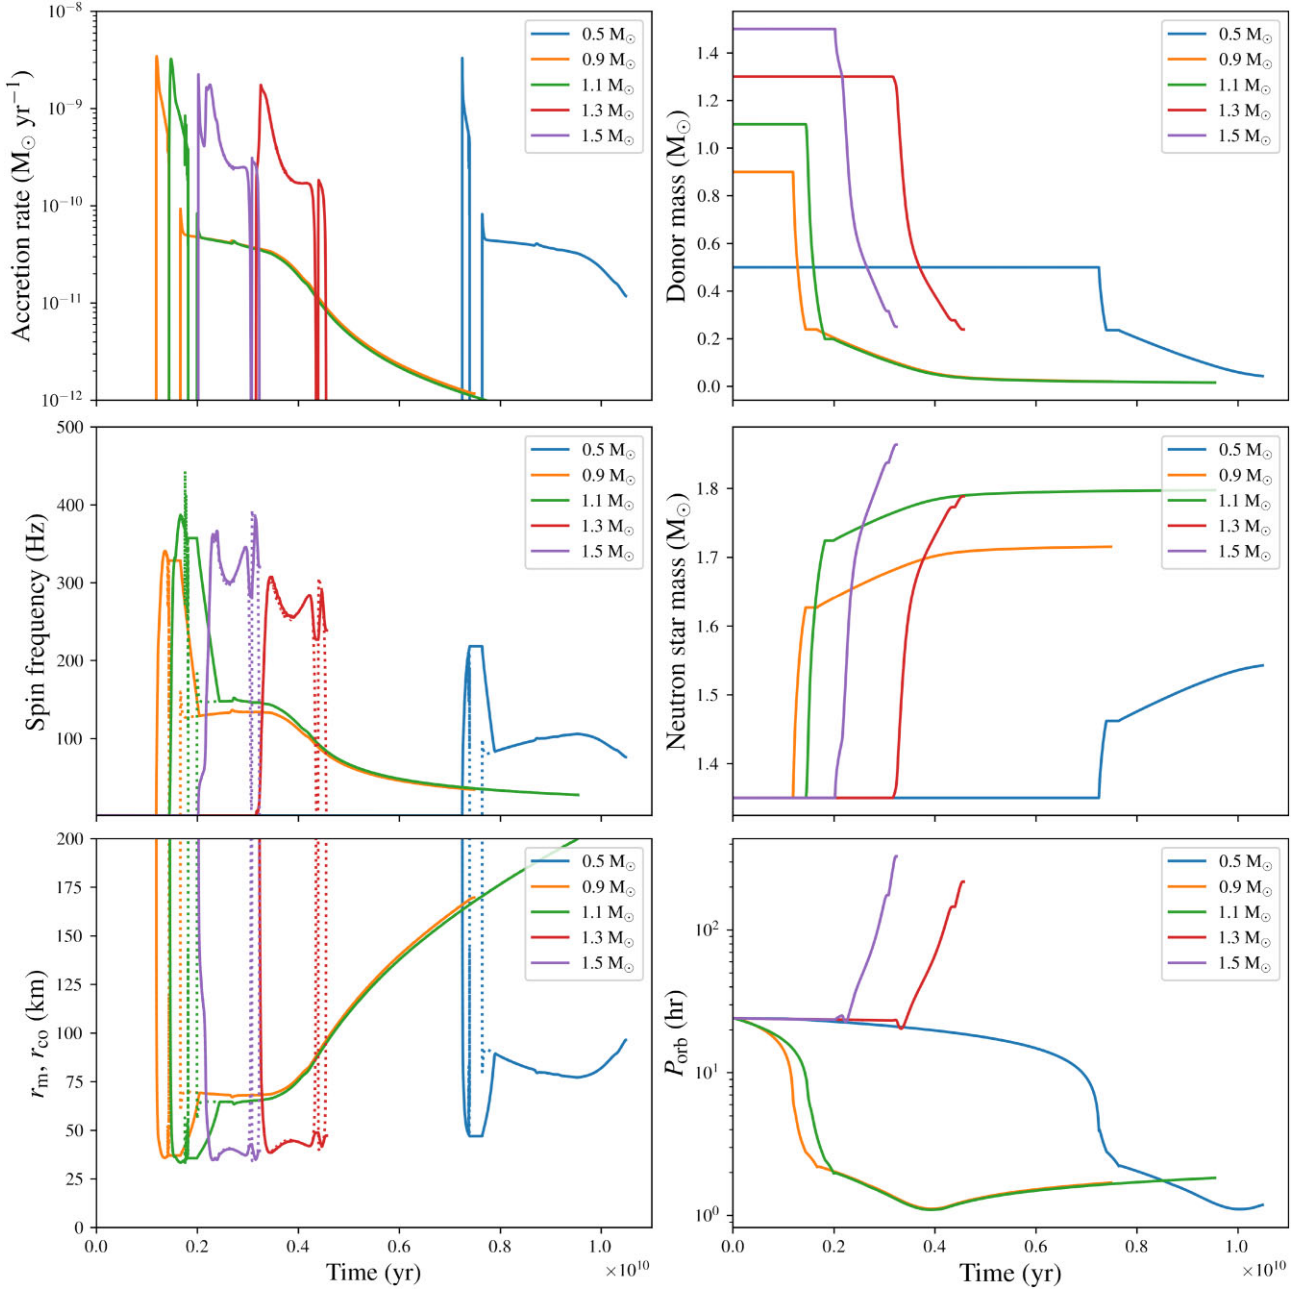 10⁻⁸
10⁻⁹
10⁻¹⁰
10⁻¹¹
10⁻¹²
Accretion rate (M⊙ yr⁻¹)
0.5 M⊙
0.9 M⊙
1.1 M⊙
1.3 M⊙
1.5 M⊙
1.4
1.2
1.0
0.8
0.6
0.4
0.2
0.0
Donor mass (M⊙)
0.5 M⊙
0.9 M⊙
1.1 M⊙
1.3 M⊙
1.5 M⊙
500
400
300
200
100
Spin frequency (Hz)
0.5 M⊙
0.9 M⊙
1.1 M⊙
1.3 M⊙
1.5 M⊙
1.8
1.7
1.6
1.5
1.4
Neutron star mass (M⊙)
0.5 M⊙
0.9 M⊙
1.1 M⊙
1.3 M⊙
1.5 M⊙
200
175
150
125
100
75
50
25
0
r_m, r_co (km)
0.5 M⊙
0.9 M⊙
1.1 M⊙
1.3 M⊙
1.5 M⊙
0.0 0.2 0.4 0.6 0.8 1.0
×10¹⁰
Time (yr)
10²
10¹
10⁰
P_orb (hr)
0.5 M⊙
0.9 M⊙
1.1 M⊙
1.3 M⊙
1.5 M⊙
0.0 0.2 0.4 0.6 0.8 1.0
×10¹⁰
Time (yr)